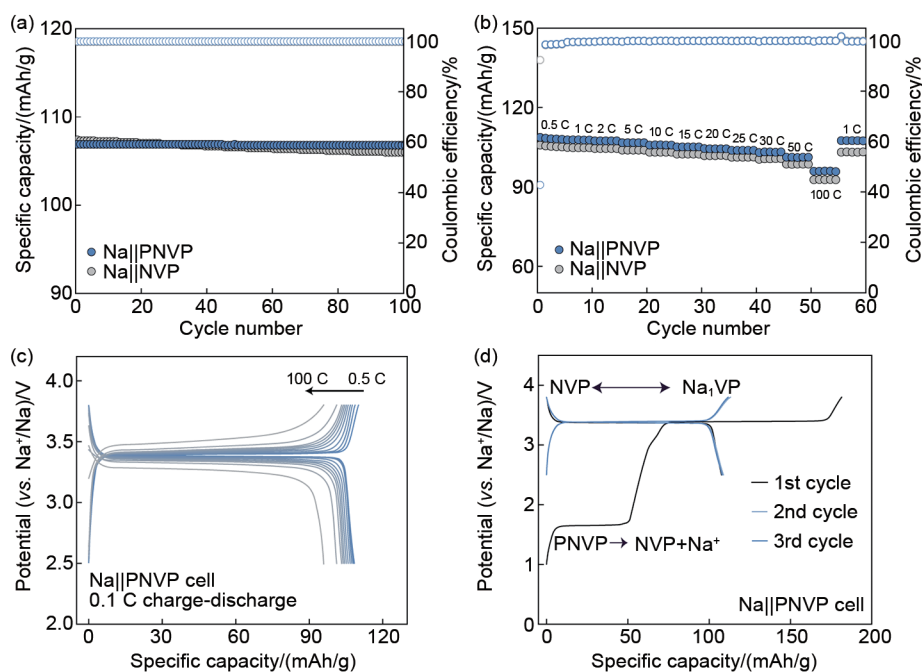 (a)
120
110
100
90
Specific capacity/(mAh/g)
100
80
60
40
20
0
Coulombic efficiency/%
Na||PNVP
Na||NVP
0 20 40 60 80 100
Cycle number
(b)
150
130
110
90
70
50
Specific capacity/(mAh/g)
100
80
60
40
20
0
Coulombic efficiency/%
0.5 C 1 C 2 C 5 C 10 C 15 C 20 C 25 C 30 C 50 C 100 C 1 C
Na||PNVP
Na||NVP
0 10 20 30 40 50 60
Cycle number
(c)
4.0
3.5
3.0
2.5
2.0
Potential (vs. Na⁺/Na)/V
100 C 0.5 C
Na||PNVP cell
0.1 C charge-discharge
0 30 60 90 120
Specific capacity/(mAh/g)
(d)
4
3
2
1
0
Potential (vs. Na⁺/Na)/V
NVP Na₁VP
1st cycle
2nd cycle
3rd cycle
PNVP→NVP+Na⁺
Na||PNVP cell
0 50 100 150 200
Specific capacity/(mAh/g)